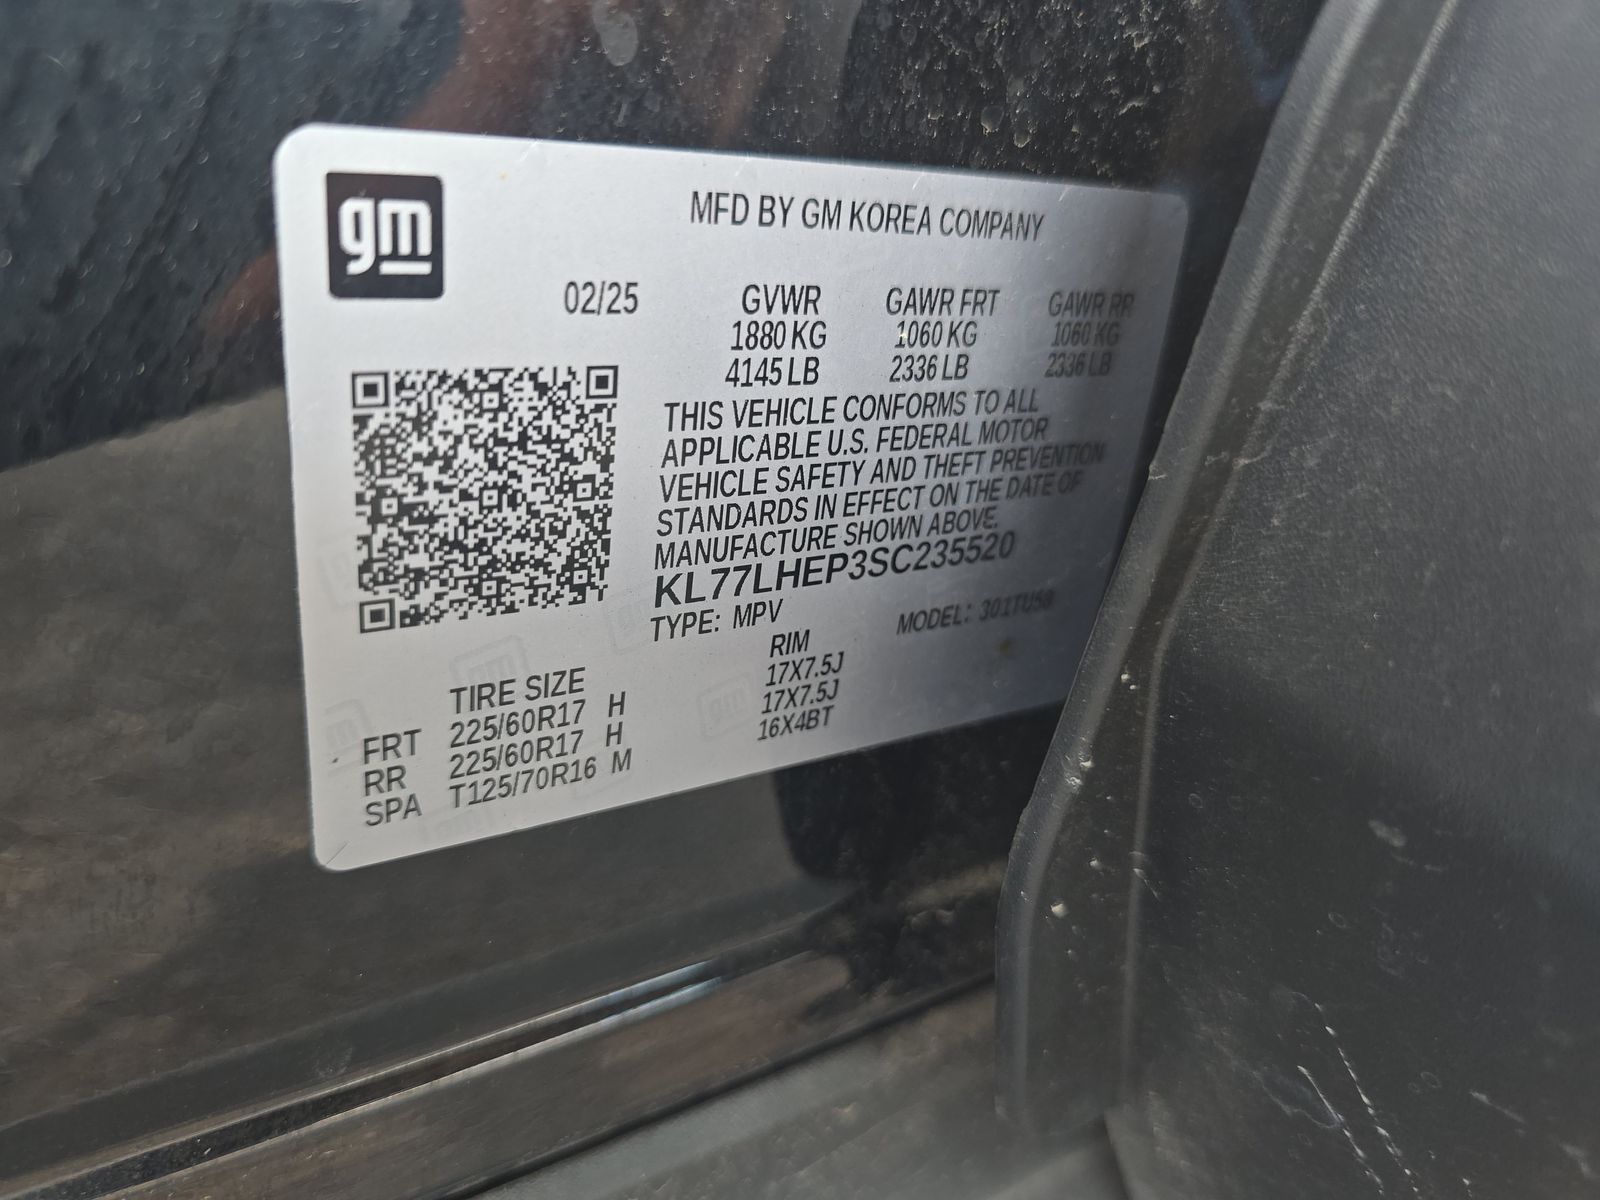 gm
MFD BY GM KOREA COMPANY
02/25 GVWR GAWR FRT GAWR RR
1880 KG 1060 KG 1060 KG
4145 LB 2336 LB 2336 LB
THIS VEHICLE CONFORMS TO ALL
APPLICABLE U.S. FEDERAL MOTOR
VEHICLE SAFETY AND THEFT PREVENTION
STANDARDS IN EFFECT ON THE DATE OF
MANUFACTURE SHOWN ABOVE.
KL77LHEP3SC235520
TYPE: MPV MODEL: 301TU58
TIRE SIZE RIM
FRT 225/60R17 H 17X7.5J
RR 225/60R17 H 17X7.5J
SPA T125/70R16 M 16X4BT